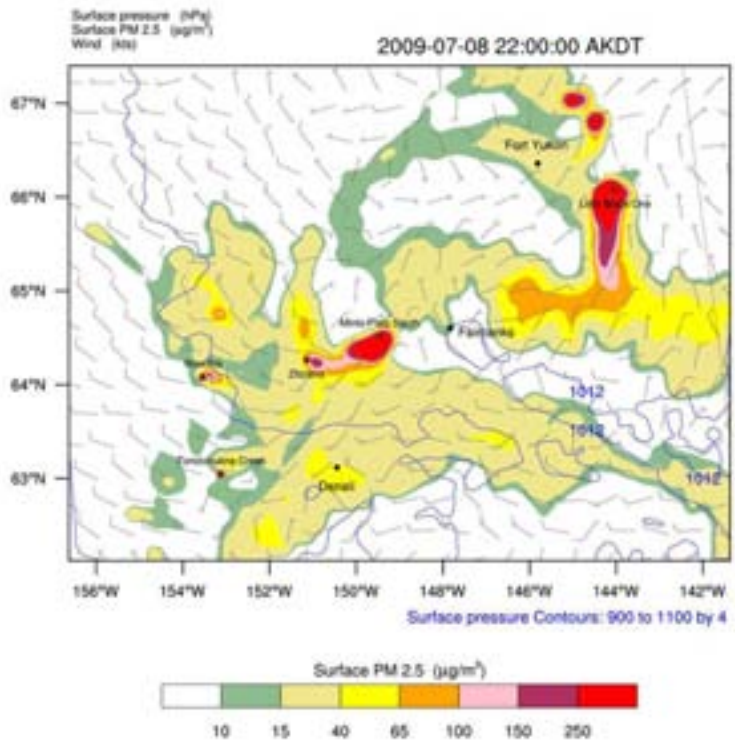 Surface pressure (hPa)
Surface PM 2.5 (μg/m³)
Wind (kts)
2009-07-08 22:00:00 AKDT
67°N
66°N
65°N
64°N
63°N
Fort Yukon
Fairbanks
Denali
1012
1012
1012
156°W 154°W 152°W 150°W 148°W 146°W 144°W 142°W
Surface pressure Contours: 900 to 1100 by 4
Surface PM 2.5 (μg/m³)
10 15 40 65 100 150 250